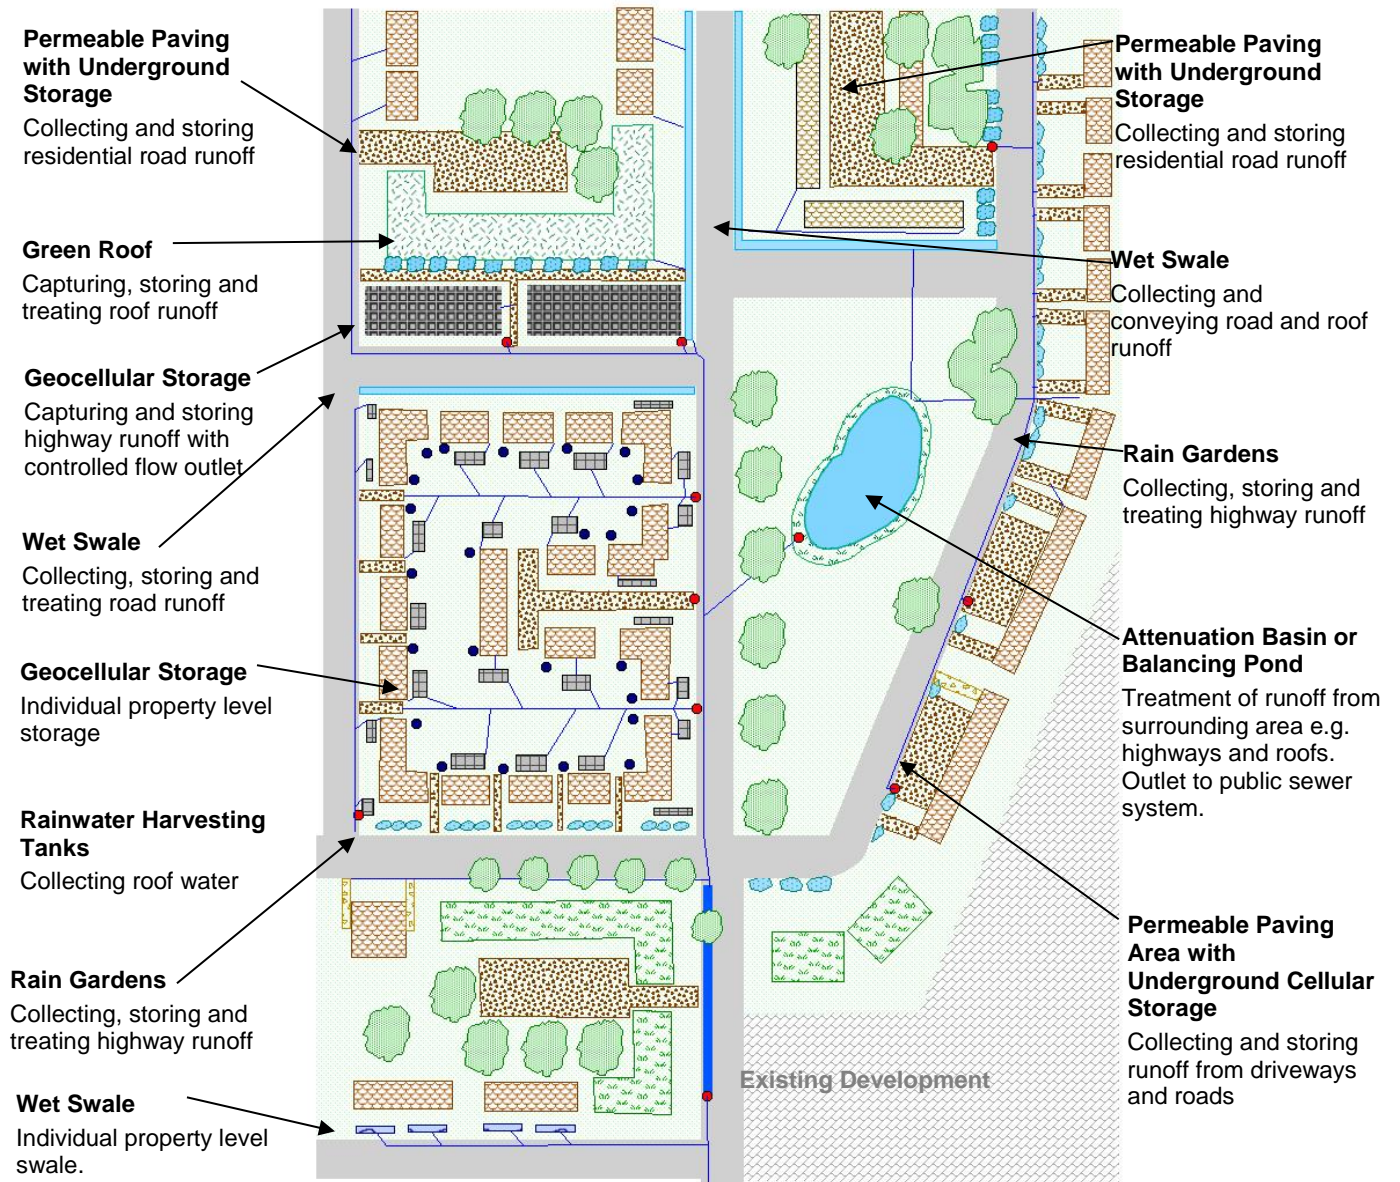 Permeable Paving
with Underground
Storage
Collecting and storing
residential road runoff
Green Roof
Capturing, storing and
treating roof runoff
Geocellular Storage
Capturing and storing
highway runoff with
controlled flow outlet
Wet Swale
Collecting, storing and
treating road runoff
Geocellular Storage
Individual property level
storage
Rainwater Harvesting
Tanks
Collecting roof water
Rain Gardens
Collecting, storing and
treating highway runoff
Wet Swale
Individual property level
swale.
Permeable Paving
with Underground
Storage
Collecting and storing
residential road runoff
Wet Swale
Collecting and
conveying road and roof
runoff
Rain Gardens
Collecting, storing and
treating highway runoff
Attenuation Basin or
Balancing Pond
Treatment of runoff from
surrounding area e.g.
highways and roofs.
Outlet to public sewer
system.
Permeable Paving
Area with
Underground Cellular
Storage
Collecting and storing
runoff from driveways
and roads
Existing Development